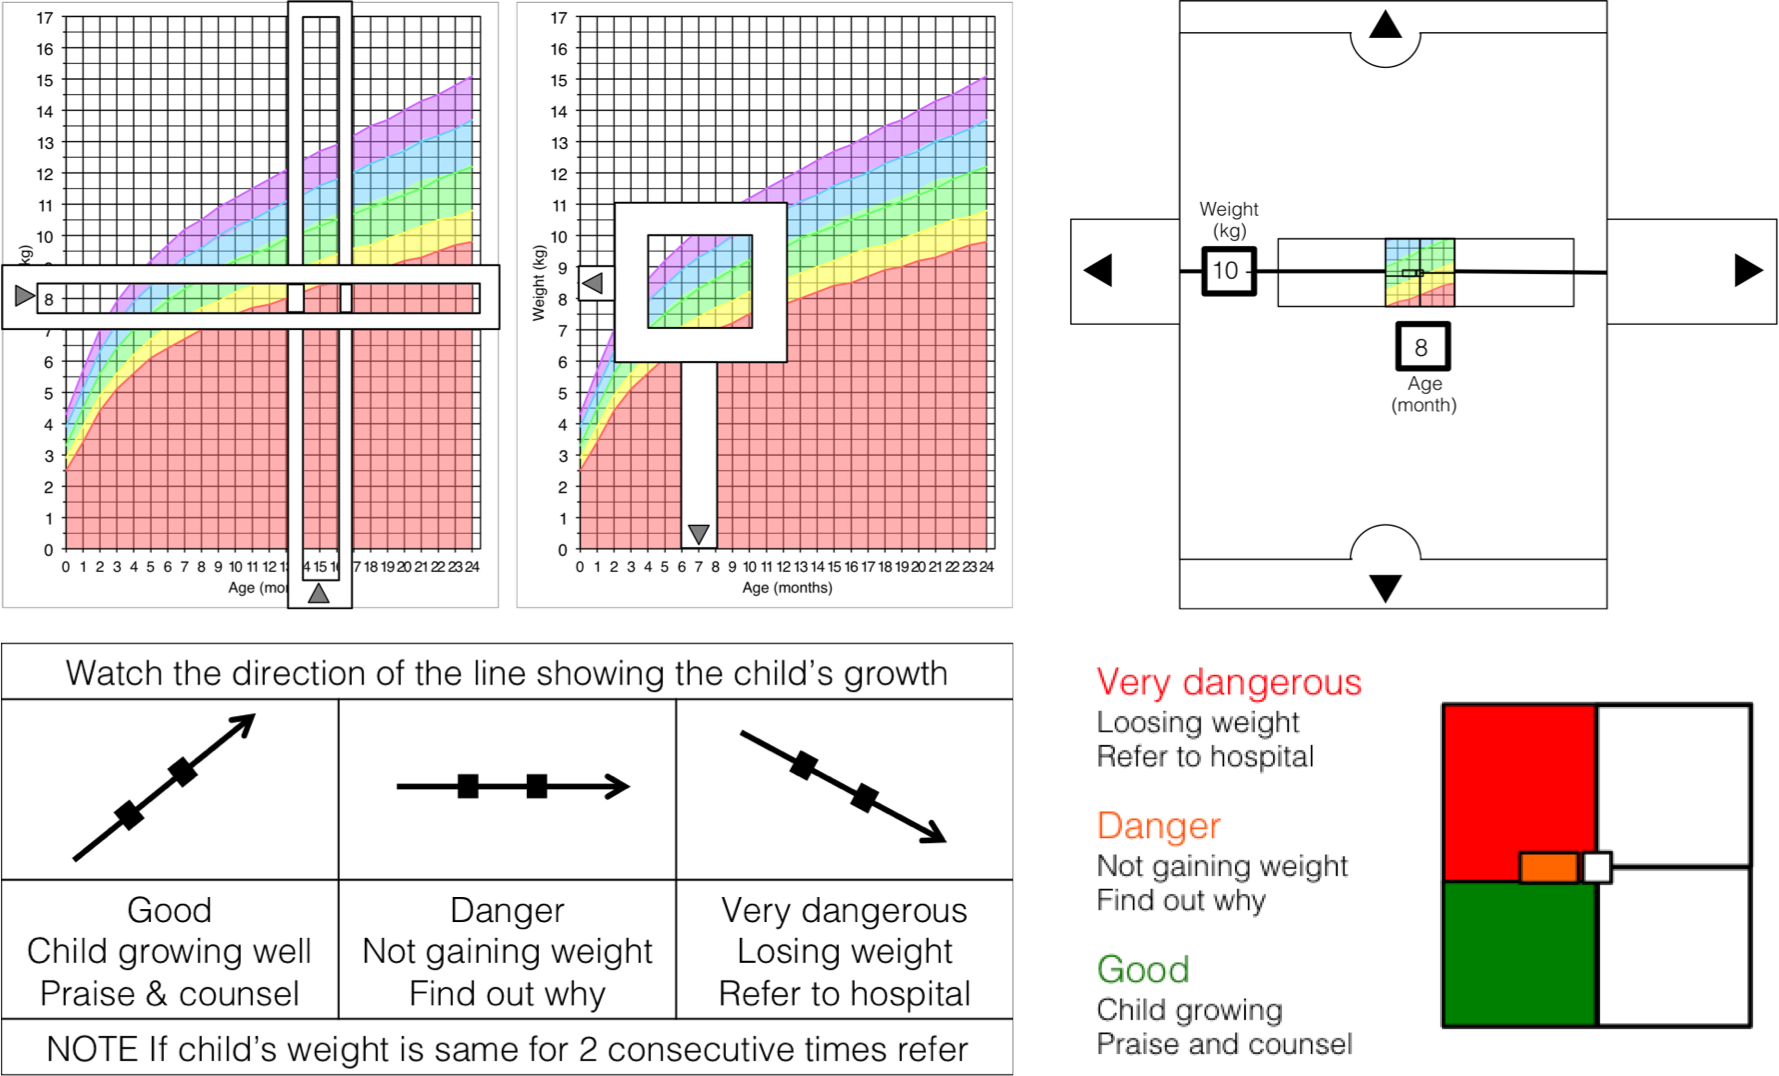 17
16
15
14
13
12
11
10
kg)
8
7
6
5
4
3
2
1
0
0 1 2 3 4 5 6 7 8 9 10 11 12 4 15 7 18 19 20 21 22 23 24
Age (mo
17
16
15
14
13
12
11
10
9
8
7
6
5
4
3
2
1
0
Weight (kg)
0 1 2 3 4 5 6 7 8 9 10 11 12 13 14 15 16 17 18 19 20 21 22 23 24
Age (months)
Weight
(kg)
10
8
Age
(month)
Watch the direction of the line showing the child's growth
Good
Child growing well
Praise & counsel
Danger
Not gaining weight
Find out why
Very dangerous
Losing weight
Refer to hospital
NOTE If child's weight is same for 2 consecutive times refer
Very dangerous
Loosing weight
Refer to hospital
Danger
Not gaining weight
Find out why
Good
Child growing
Praise and counsel